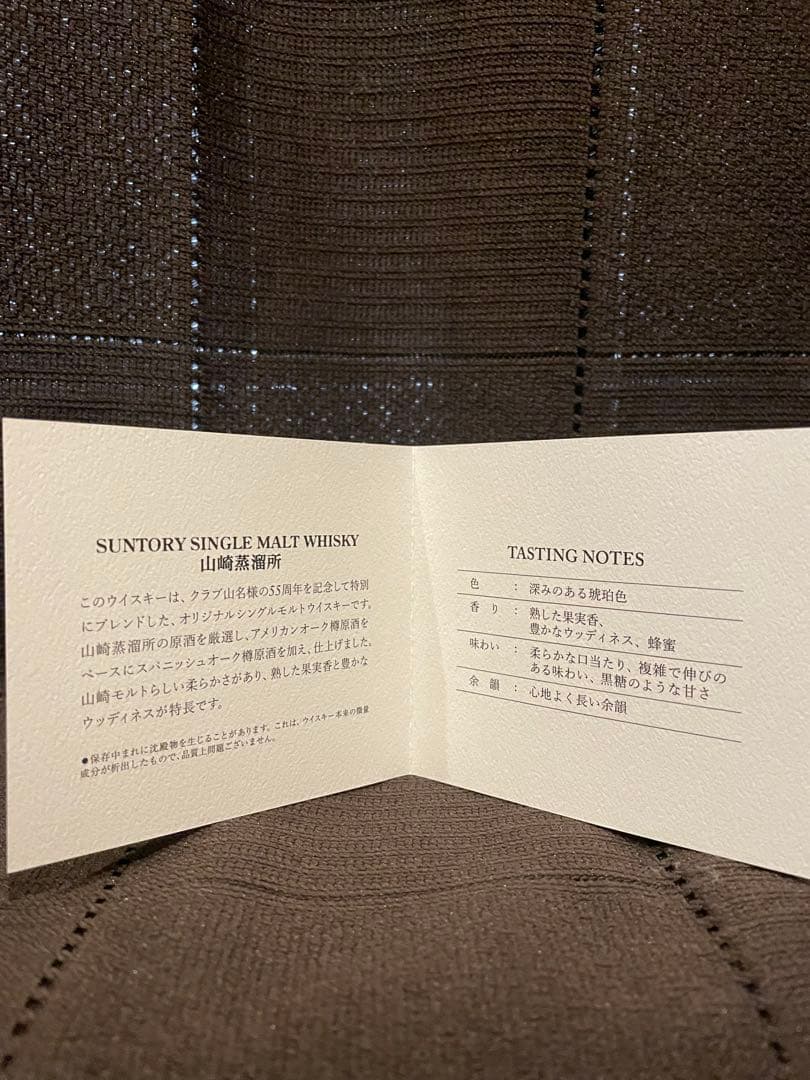 SUNTORY SINGLE MALT WHISKY
山崎蒸溜所
このウイスキーは、クラブ山名様の55周年を記念して特別
にブレンドした、オリジナルシングルモルトウイスキーです。
山崎蒸溜所の原酒を厳選し、アメリカンオーク樽原酒を
ベースにスパニッシュオーク樽原酒を加え、仕上げました。
山崎モルトらしい柔らかさがあり、熟した果実香と豊かな
ウッディネスが特長です。
●保存中まれに沈殿物を生じることがあります。これは、ウイスキー本来の微量
成分が析出したもので、品質上問題ございません。
TASTING NOTES
色 : 深みのある琥珀色
香り : 熟した果実香、
豊かなウッディネス、蜂蜜
味わい : 柔らかな口当たり、複雑で伸びの
ある味わい、黒糖のような甘さ
余韻 : 心地よく長い余韻